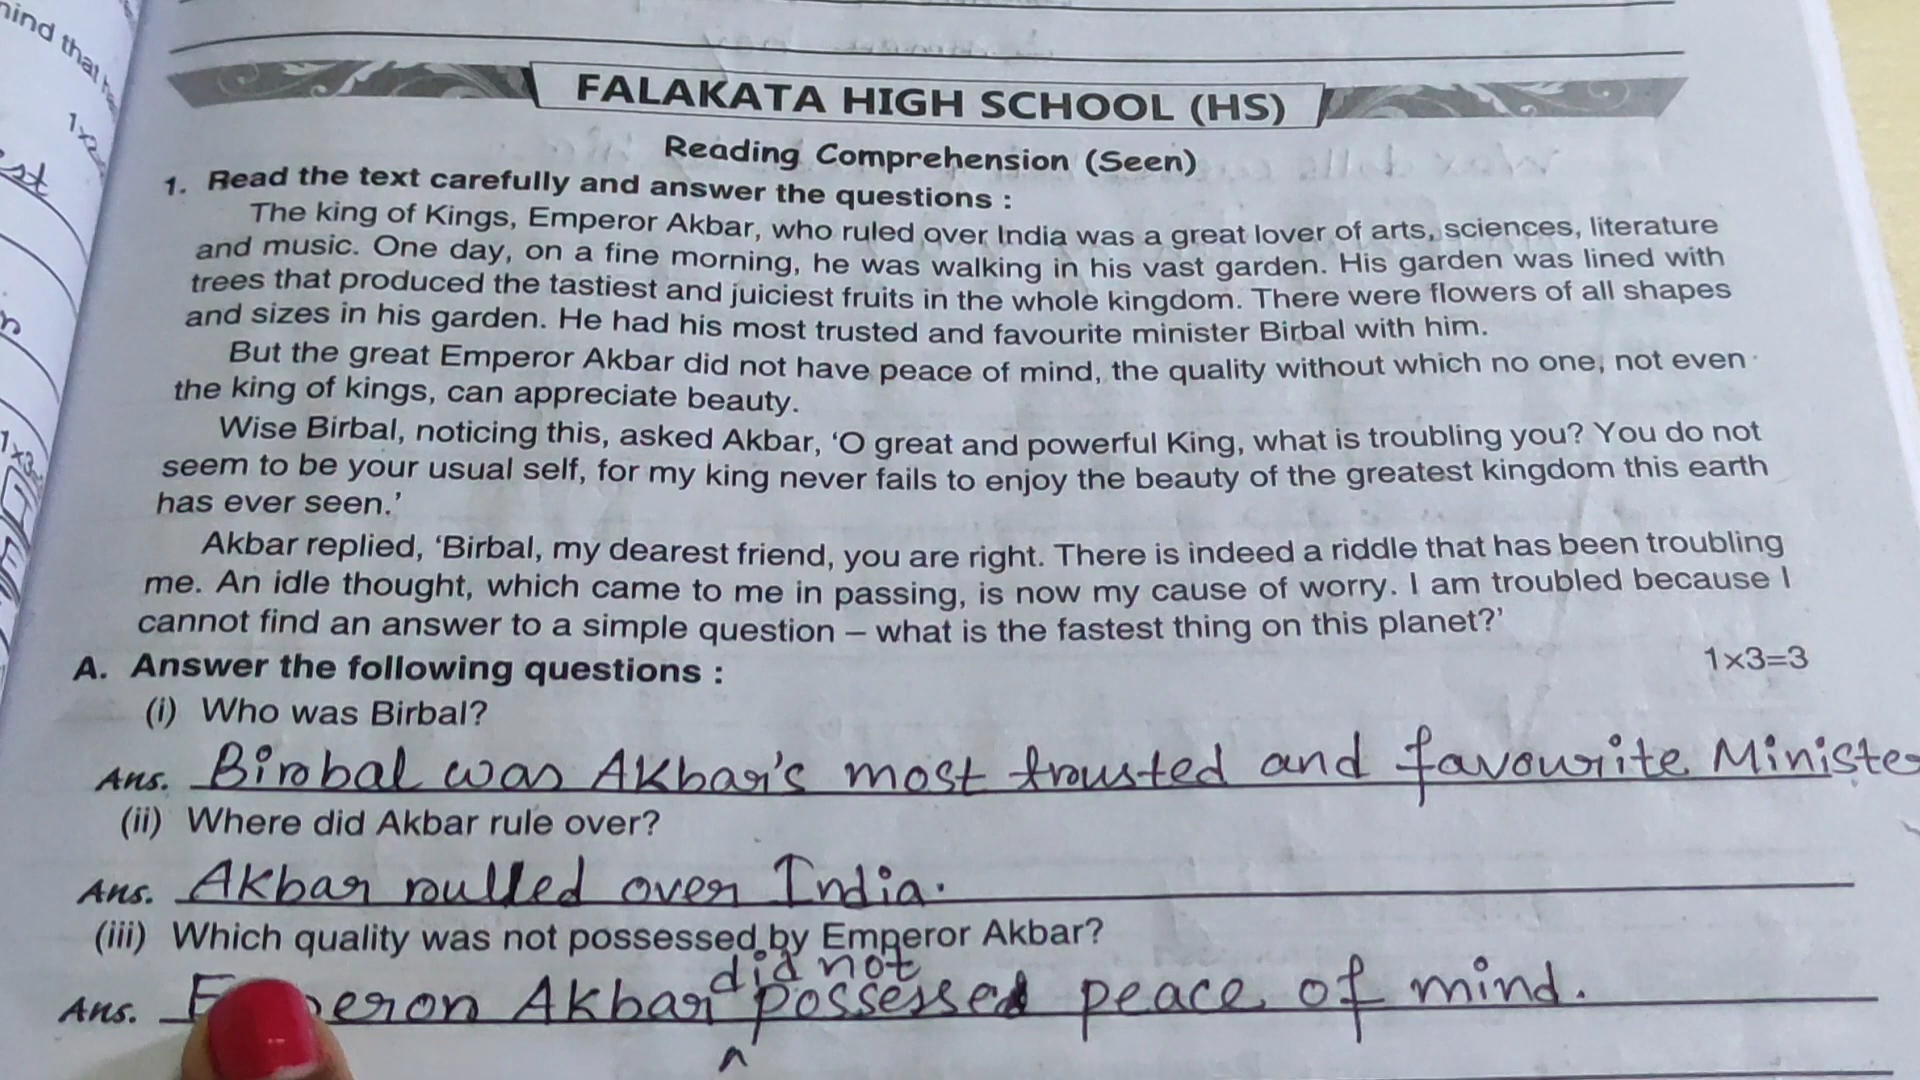 mind that
1x2
est
1x3
FALAKATA HIGH SCHOOL (HS)
Reading Comprehension (Seen)
1. Read the text carefully and answer the questions :
The king of Kings, Emperor Akbar, who ruled over India was a great lover of arts, sciences, literature
and music. One day, on a fine morning, he was walking in his vast garden. His garden was lined with
trees that produced the tastiest and juiciest fruits in the whole kingdom. There were flowers of all shapes
and sizes in his garden. He had his most trusted and favourite minister Birbal with him.
But the great Emperor Akbar did not have peace of mind, the quality without which no one, not even
the king of kings, can appreciate beauty.
Wise Birbal, noticing this, asked Akbar, ‘O great and powerful King, what is troubling you? You do not
seem to be your usual self, for my king never fails to enjoy the beauty of the greatest kingdom this earth
has ever seen.’
Akbar replied, ‘Birbal, my dearest friend, you are right. There is indeed a riddle that has been troubling
me. An idle thought, which came to me in passing, is now my cause of worry. I am troubled because I
cannot find an answer to a simple question – what is the fastest thing on this planet?’
A. Answer the following questions : 1×3=3
(i) Who was Birbal?
Ans. Birbal was Akbar's most trusted and favourite Ministe
(ii) Where did Akbar rule over?
Ans. Akbar rulled over India.
(iii) Which quality was not possessed by Emperor Akbar?
did not
Ans. Akbar possessed peace of mind.